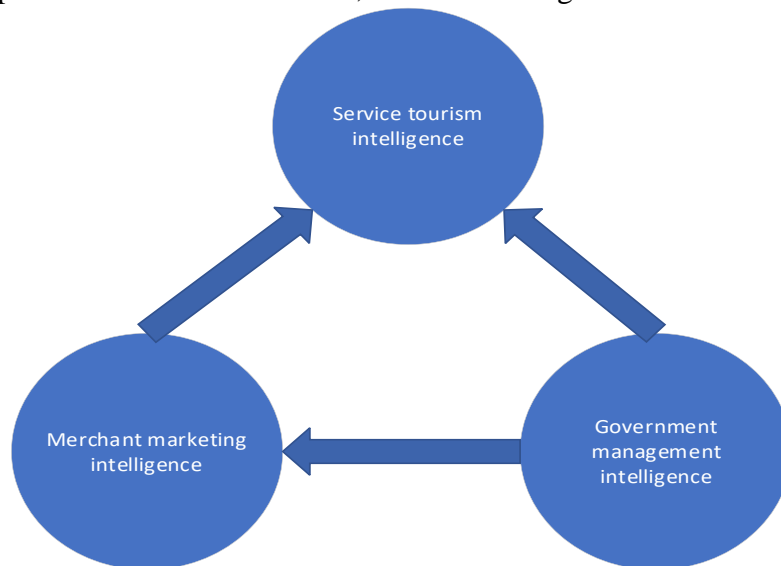 Service tourism
intelligence
Merchant marketing
intelligence
Government
management
intelligence